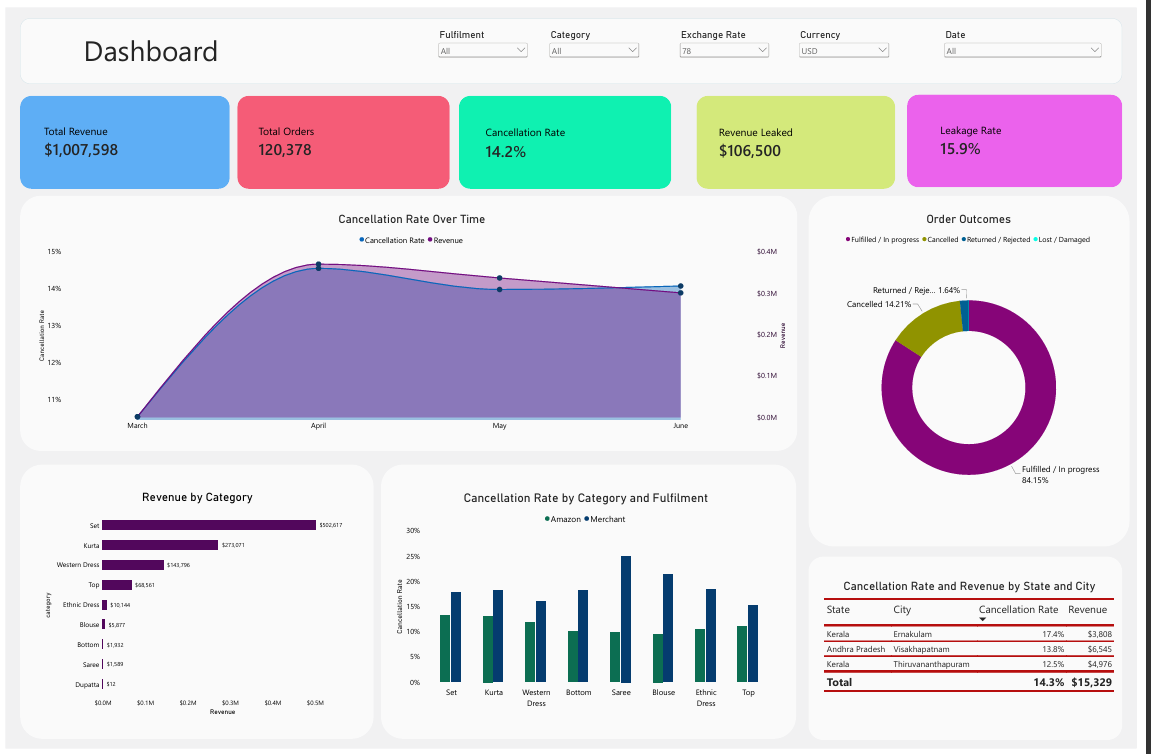 Dashboard
Fulfilment
All
Category
All
Exchange Rate
78
Currency
USD
Date
All
Total Revenue
$1,007,598
Total Orders
120,378
Cancellation Rate
14.2%
Revenue Leaked
$106,500
Leakage Rate
15.9%
Cancellation Rate Over Time
Cancellation Rate Revenue
15%
14%
13%
12%
11%
Cancellation Rate
$0.4M
$0.3M
$0.2M
$0.1M
$0.0M
Revenue
March April May June
Order Outcomes
Fulfilled / In progress Cancelled Returned / Rejected Lost / Damaged
Returned / Reje... 1.64%
Cancelled 14.21%
Fulfilled / In progress
84.15%
Revenue by Category
category
Set $502,617
Kurta $273,071
Western Dress $143,796
Top $68,561
Ethnic Dress $10,144
Blouse $5,877
Bottom $1,932
Saree $1,589
Dupatta $12
$0.0M $0.1M $0.2M $0.3M $0.4M $0.5M
Revenue
Cancellation Rate by Category and Fulfilment
Amazon Merchant
30%
25%
20%
15%
10%
5%
0%
Cancellation Rate
Set Kurta Western Bottom Saree Blouse Ethnic Top
Dress Dress
Cancellation Rate and Revenue by State and City
State City Cancellation Rate Revenue
Kerala Ernakulam 17.4% $3,808
Andhra Pradesh Visakhapatnam 13.8% $6,545
Kerala Thiruvananthapuram 12.5% $4,976
Total 14.3% $15,329